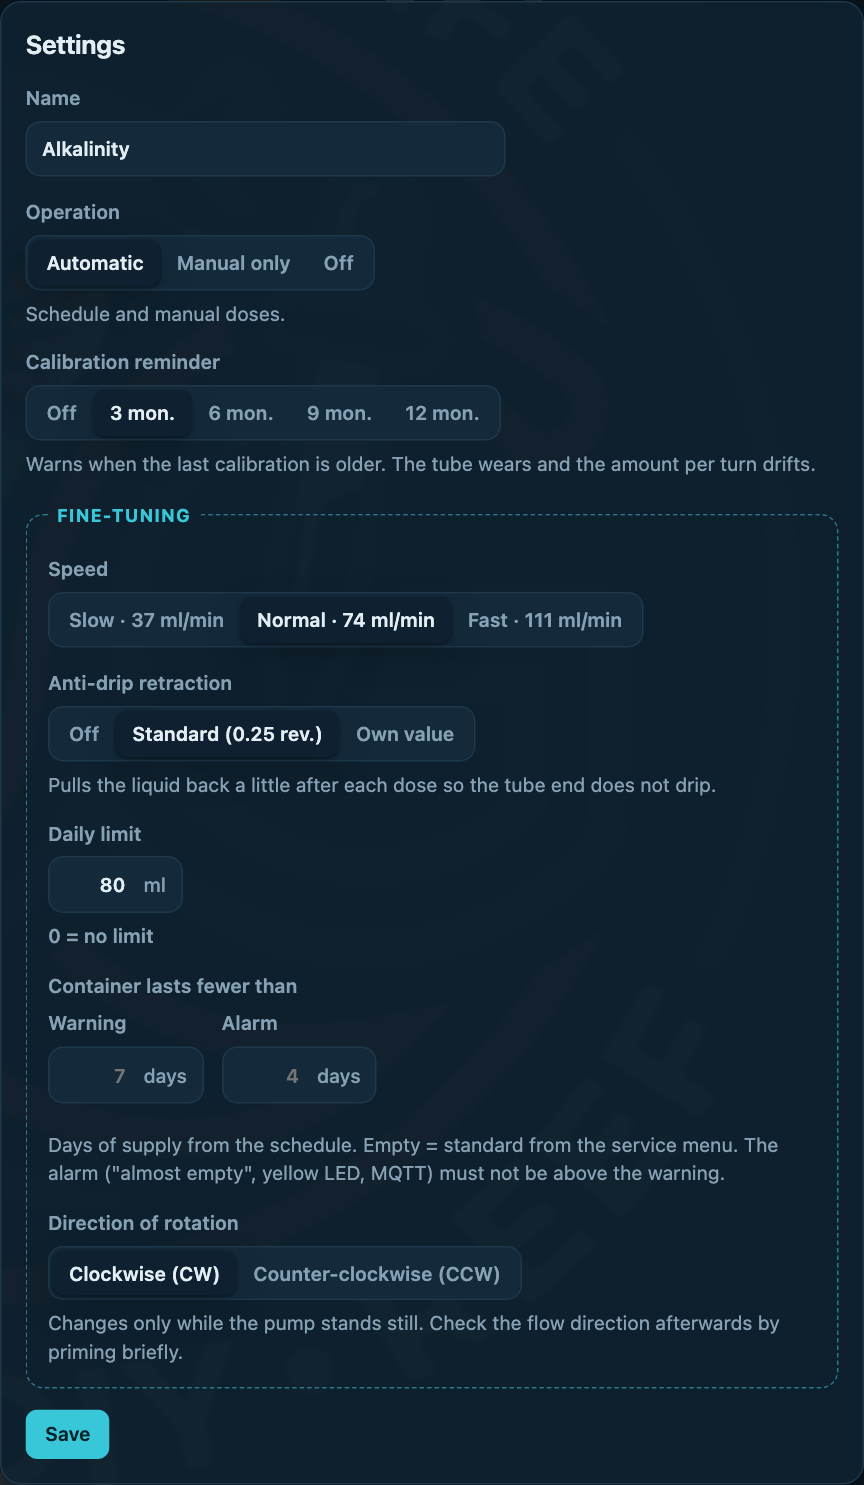 Settings
Name
Alkalinity
Operation
Automatic Manual only Off
Schedule and manual doses.
Calibration reminder
Off 3 mon. 6 mon. 9 mon. 12 mon.
Warns when the last calibration is older. The tube wears and the amount per turn drifts.
FINE-TUNING
Speed
Slow · 37 ml/min Normal · 74 ml/min Fast · 111 ml/min
Anti-drip retraction
Off Standard (0.25 rev.) Own value
Pulls the liquid back a little after each dose so the tube end does not drip.
Daily limit
80 ml
0 = no limit
Container lasts fewer than
Warning Alarm
7 days 4 days
Days of supply from the schedule. Empty = standard from the service menu. The
alarm ("almost empty", yellow LED, MQTT) must not be above the warning.
Direction of rotation
Clockwise (CW) Counter-clockwise (CCW)
Changes only while the pump stands still. Check the flow direction afterwards by
priming briefly.
Save